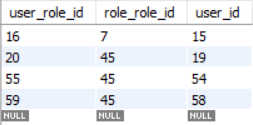 user_role_id role_role_id user_id
16 7 15
20 45 19
55 45 54
59 45 58
NULL NULL NULL